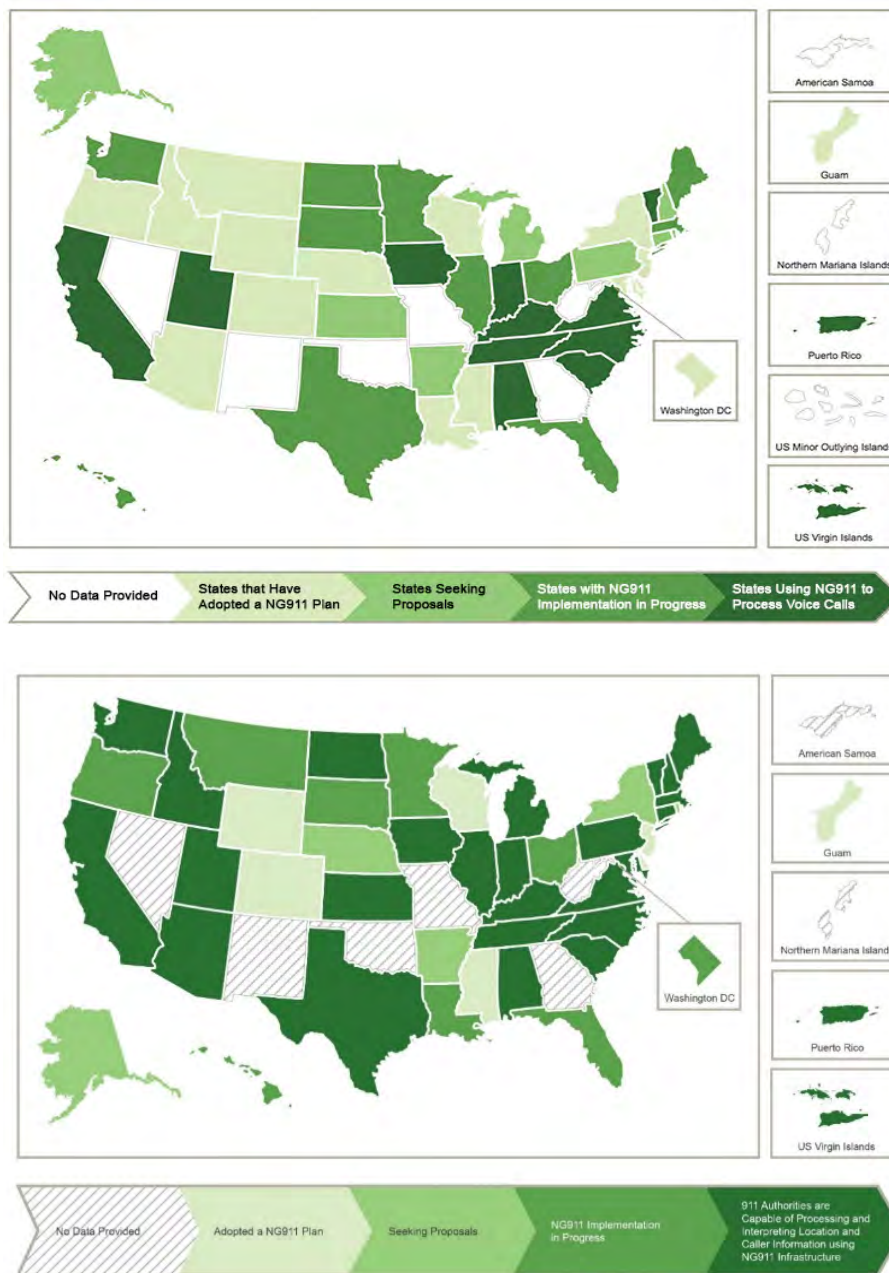 American Samoa
Guam
Northern Mariana Islands
Puerto Rico
Washington DC
US Minor Outlying Island
US Virgin Islands
No Data Provided
States that Have
Adopted a NG911 Plan
States Seeking
Proposals
States with NG911
Implementation in Progress
States Using NG911 to
Process Voice Calls
American Samoa
Guam
Northern Mariana Island
Washington DC
Puerto Rico
US Virgin Islands
No Data Provided
Adopted a NG911 Plan
Seeking Proposals
NG911 Implementation
in Progress
911 Authorities are
Capable of Processing and
Interpreting Location and
Caller Information using
NG911 Infrastructure